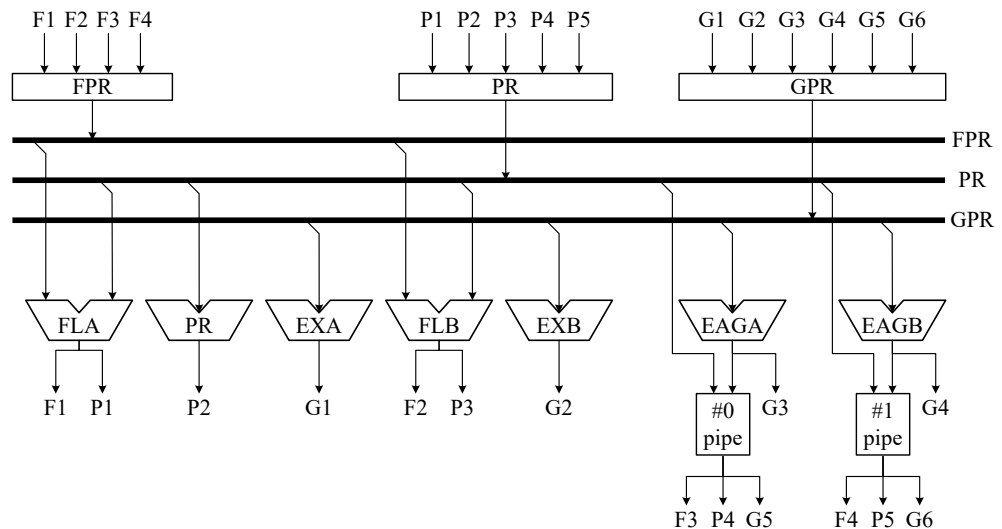 F1 F2 F3 F4 P1 P2 P3 P4 P5 G1 G2 G3 G4 G5 G6
FPR PR GPR
FPR
PR
GPR
FLA PR EXA FLB EXB EAGA EAGB
F1 P1 P2 G1 F2 P3 G2 G3 G4
#0 #1
pipe pipe
F3 P4 G5 F4 P5 G6